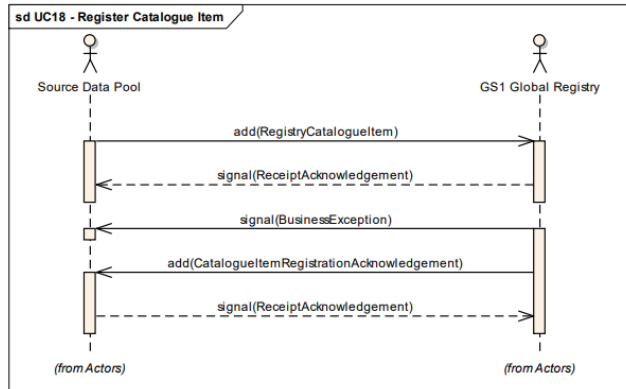 sd UC18 - Register Catalogue Item
Source Data Pool
GS1 Global Registry
add(RegistryCatalogueItem)
signal(ReceiptAcknowledgement)
signal(BusinessException)
add(CatalogueItemRegistrationAcknowledgement)
signal(ReceiptAcknowledgement)
(from Actors)
(from Actors)